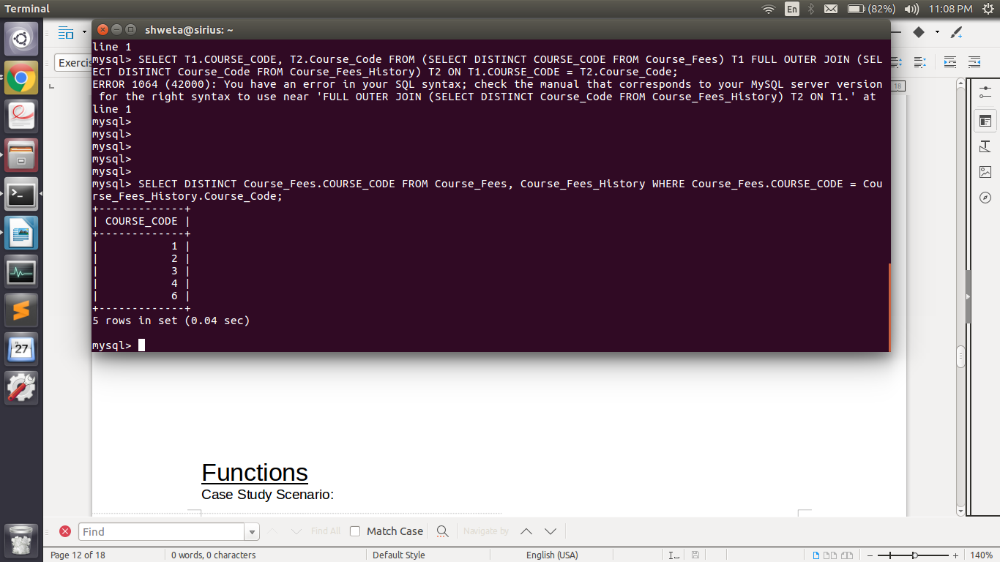 Terminal
En
(82%)
11:08 PM
shweta@sirius: ~
line 1
mysql> SELECT T1.COURSE_CODE, T2.Course_Code FROM (SELECT DISTINCT COURSE_CODE FROM Course_Fees) T1 FULL OUTER JOIN (SEL
ECT DISTINCT Course_Code FROM Course_Fees_History) T2 ON T1.COURSE_CODE = T2.Course_Code;
ERROR 1064 (42000): You have an error in your SQL syntax; check the manual that corresponds to your MySQL server version
 for the right syntax to use near 'FULL OUTER JOIN (SELECT DISTINCT Course_Code FROM Course_Fees_History) T2 ON T1.' at
line 1
mysql>
mysql>
mysql>
mysql>
mysql>
mysql> SELECT DISTINCT Course_Fees.COURSE_CODE FROM Course_Fees, Course_Fees_History WHERE Course_Fees.COURSE_CODE = Cou
rse_Fees_History.Course_Code;
+-------------+
| COURSE_CODE |
+-------------+
|           1 |
|           2 |
|           3 |
|           4 |
|           6 |
+-------------+
5 rows in set (0.04 sec)
mysql>
Exercis
18
27
Functions
Case Study Scenario:
Find
Find All
Match Case
Navigate by
Page 12 of 18
0 words, 0 characters
Default Style
English (USA)
140%